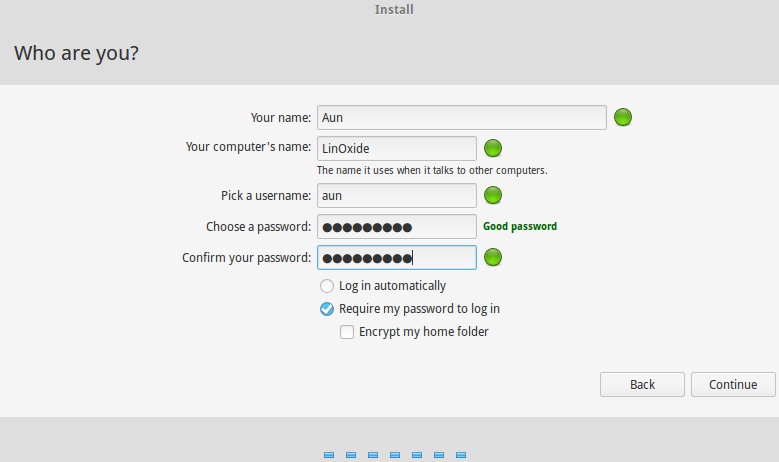 Install
Who are you?
Your name: Aun
Your computer's name: LinOxide
The name it uses when it talks to other computers.
Pick a username: aun
Choose a password: ●●●●●●●●● Good password
Confirm your password: ●●●●●●●●●
Log in automatically
Require my password to log in
Encrypt my home folder
Back Continue